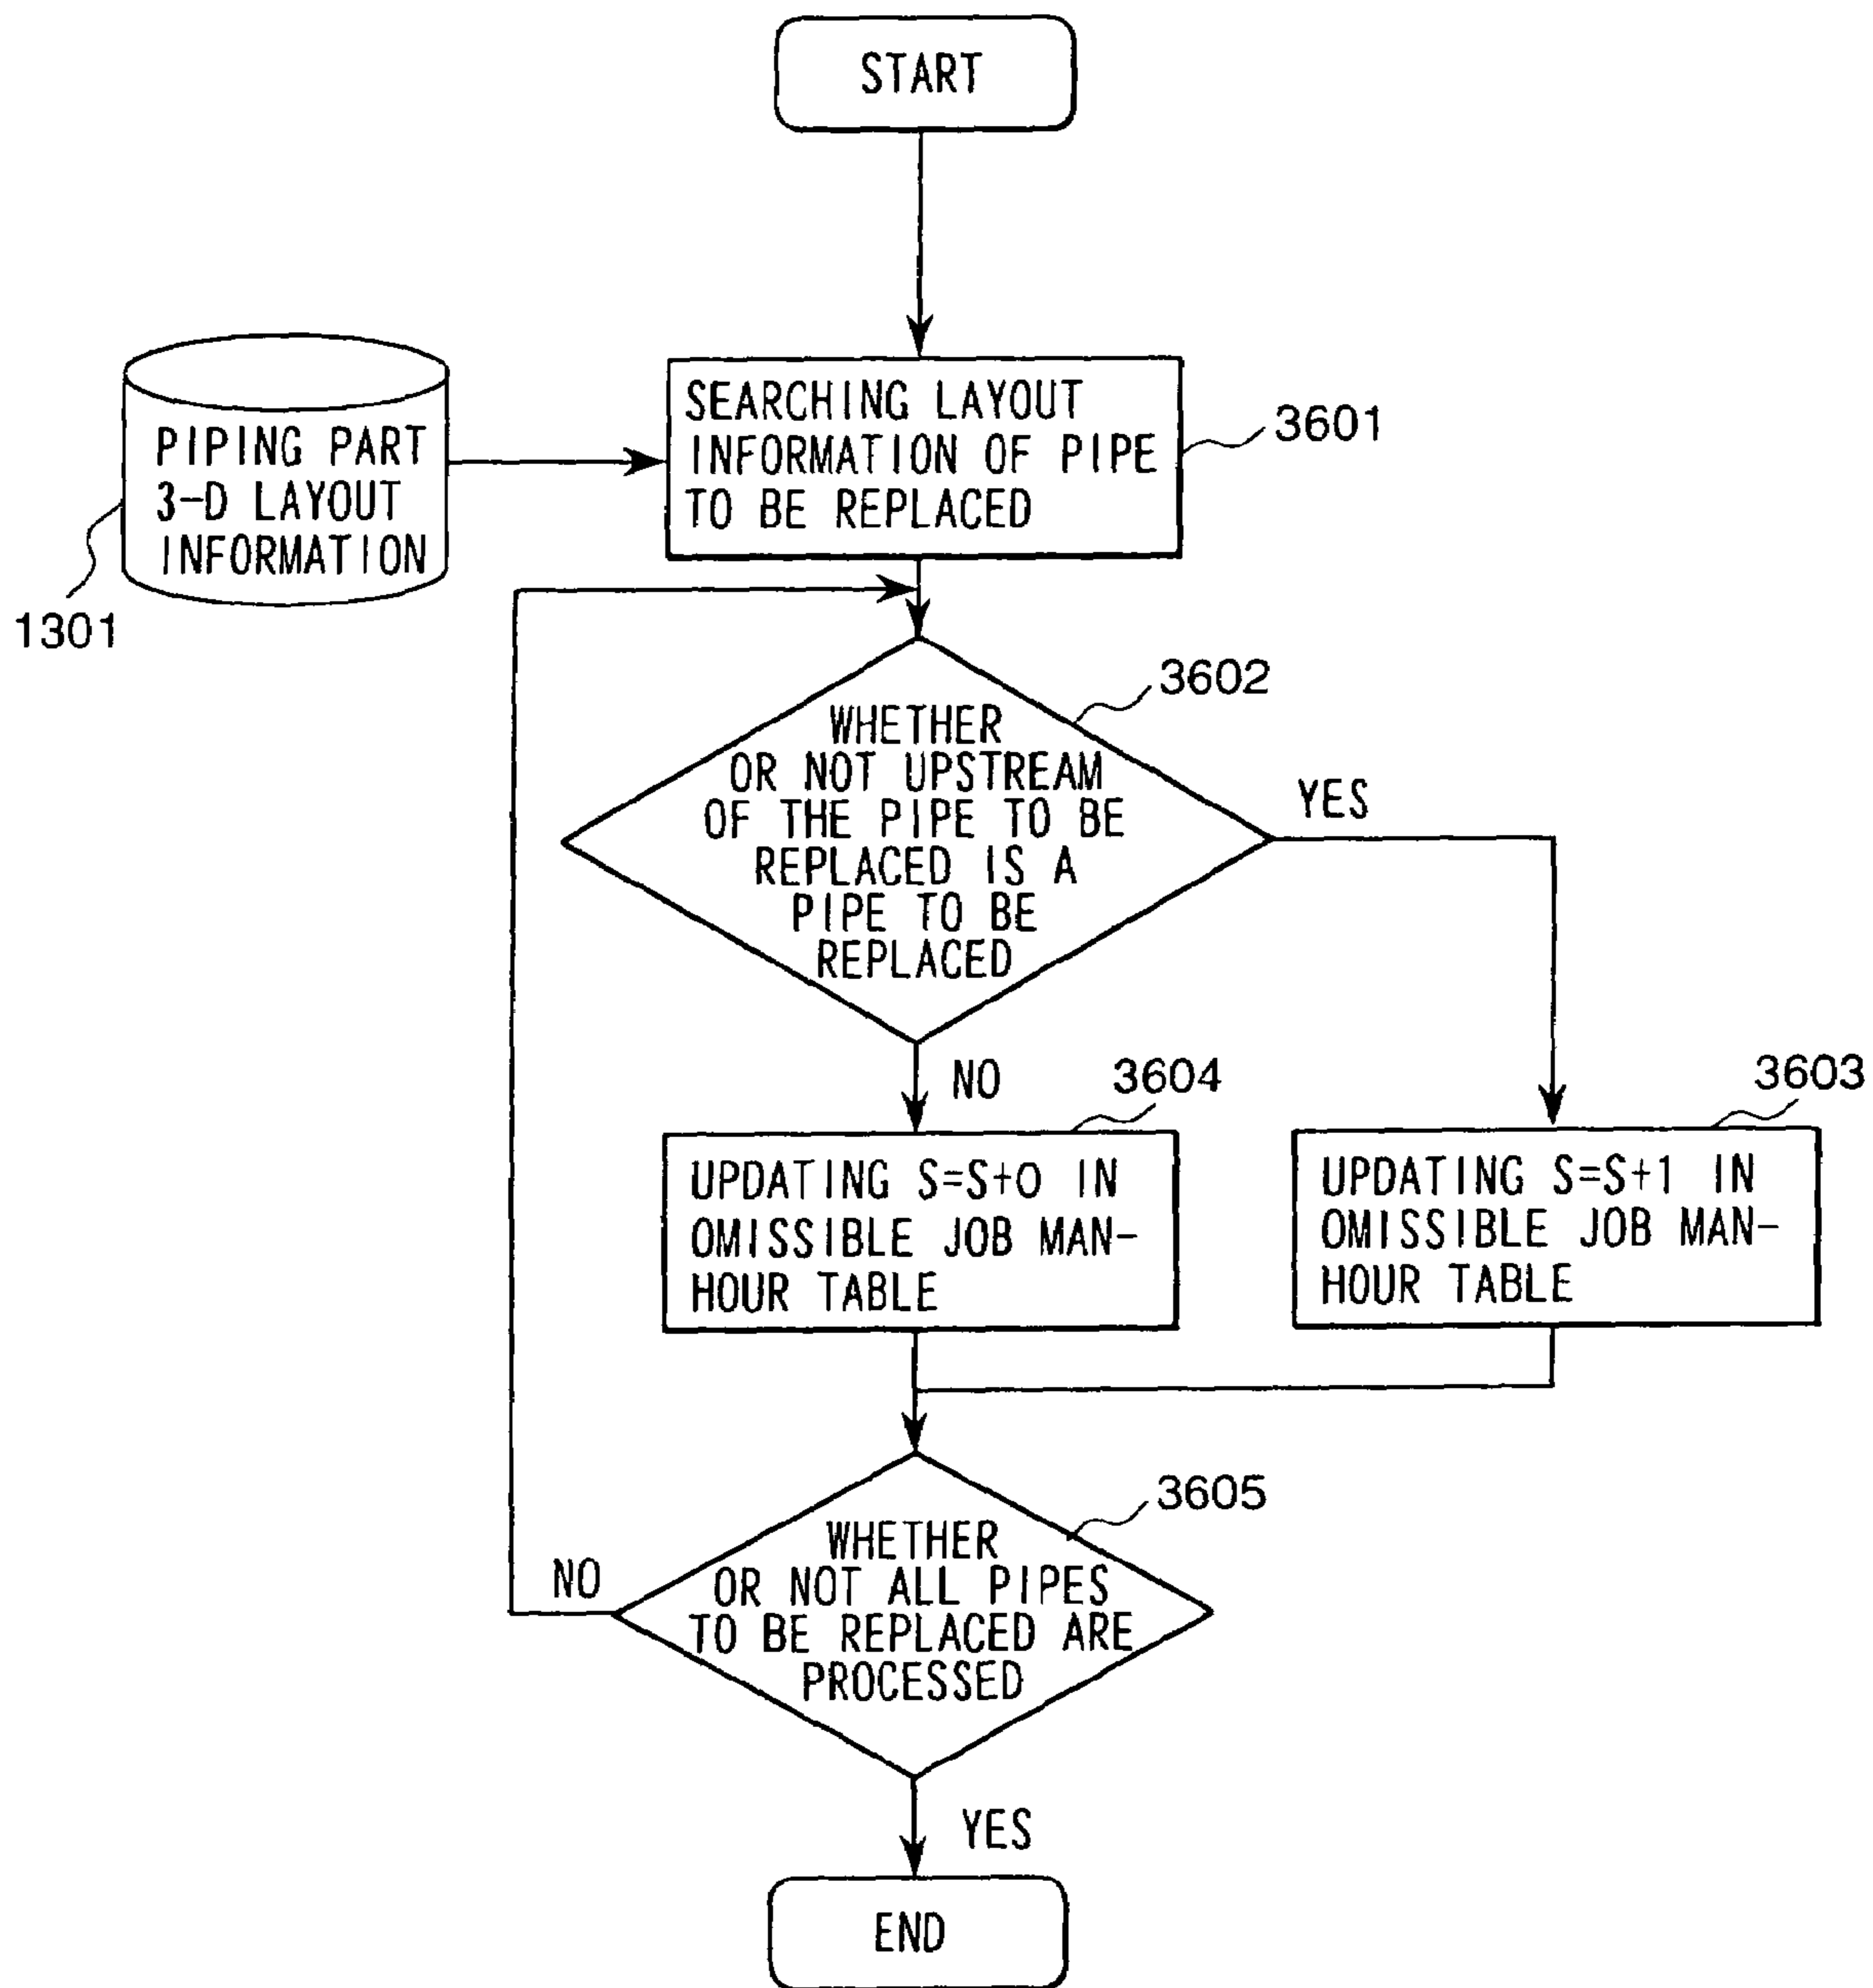 START
PIPING PART
3-D LAYOUT
INFORMATION
1301
SEARCHING LAYOUT
INFORMATION OF PIPE
TO BE REPLACED
3601
3602
WHETHER
OR NOT UPSTREAM
OF THE PIPE TO BE
REPLACED IS A
PIPE TO BE
REPLACED
YES
NO
3604
3603
UPDATING S=S+0 IN
OMISSIBLE JOB MAN-
HOUR TABLE
UPDATING S=S+1 IN
OMISSIBLE JOB MAN-
HOUR TABLE
3605
WHETHER
OR NOT ALL PIPES
TO BE REPLACED ARE
PROCESSED
NO
YES
END